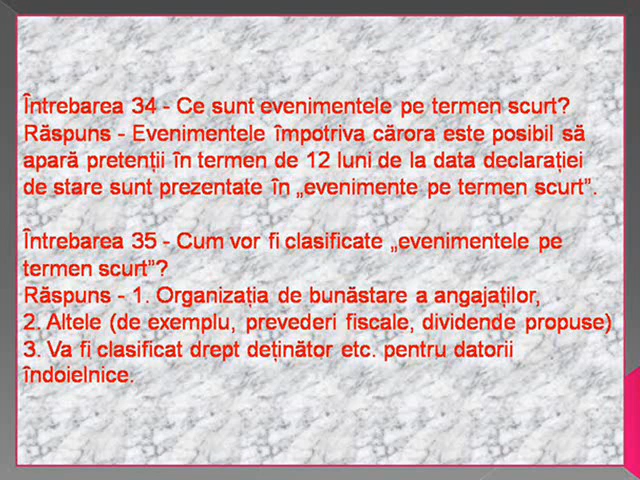 Întrebarea 34 - Ce sunt evenimentele pe termen scurt?
Răspuns - Evenimentele împotriva cărora este posibil să
apară pretenții în termen de 12 luni de la data declarației
de stare sunt prezentate în „evenimente pe termen scurt”.
Întrebarea 35 - Cum vor fi clasificate „evenimentele pe
termen scurt”?
Răspuns - 1. Organizația de bunăstare a angajaților,
2. Altele (de exemplu, prevederi fiscale, dividende propuse)
3. Va fi clasificat drept deținător etc. pentru datorii
îndoielnice.